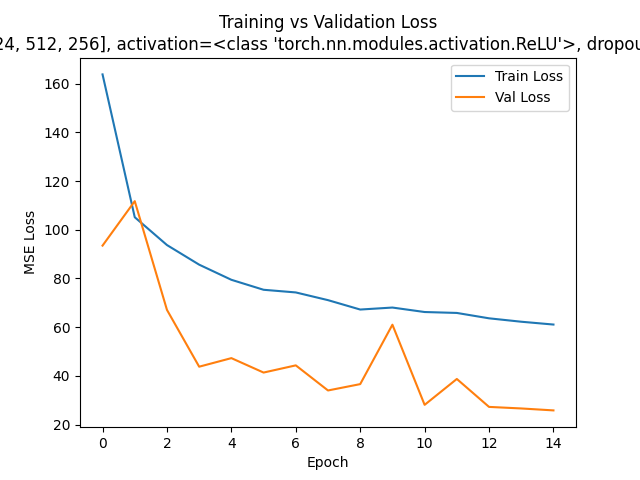 Training vs Validation Loss
24, 512, 256], activation=<class 'torch.nn.modules.activation.ReLU'>, dropou
Train Loss
Val Loss
160
140
120
100
80
60
40
20
MSE Loss
0 2 4 6 8 10 12 14
Epoch